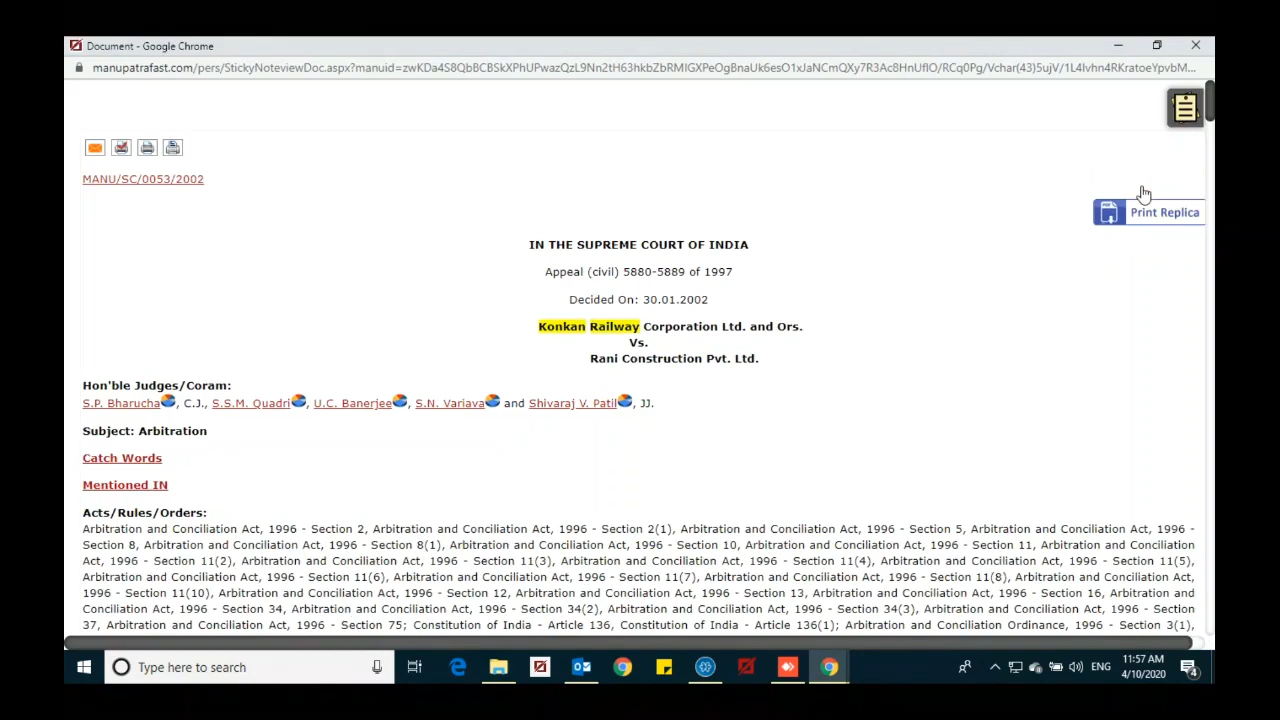 Document - Google Chrome
manupatrafast.com/pers/StickyNoteviewDoc.aspx?manuid=zwKDa4S8QbBCBSkXPhUPwazQzL9Nn2tH63hkbZbRMIGXPeOgBnaUk6esO1xJaNCmQXy7R3Ac8HnUflO/RCq0Pg/Vchar(43)5ujV/1L4Ivhn4RKratoeYpvbM...
MANU/SC/0053/2002
Print Replica
IN THE SUPREME COURT OF INDIA
Appeal (civil) 5880-5889 of 1997
Decided On: 30.01.2002
Konkan Railway Corporation Ltd. and Ors.
Vs.
Rani Construction Pvt. Ltd.
Hon'ble Judges/Coram:
S.P. Bharucha, C.J., S.S.M. Quadri, U.C. Banerjee, S.N. Variava and Shivaraj V. Patil, JJ.
Subject: Arbitration
Catch Words
Mentioned IN
Acts/Rules/Orders:
Arbitration and Conciliation Act, 1996 - Section 2, Arbitration and Conciliation Act, 1996 - Section 2(1), Arbitration and Conciliation Act, 1996 - Section 5, Arbitration and Conciliation Act, 1996 -
Section 8, Arbitration and Conciliation Act, 1996 - Section 8(1), Arbitration and Conciliation Act, 1996 - Section 10, Arbitration and Conciliation Act, 1996 - Section 11, Arbitration and Conciliation
Act, 1996 - Section 11(2), Arbitration and Conciliation Act, 1996 - Section 11(3), Arbitration and Conciliation Act, 1996 - Section 11(4), Arbitration and Conciliation Act, 1996 - Section 11(5),
Arbitration and Conciliation Act, 1996 - Section 11(6), Arbitration and Conciliation Act, 1996 - Section 11(7), Arbitration and Conciliation Act, 1996 - Section 11(8), Arbitration and Conciliation Act,
1996 - Section 11(10), Arbitration and Conciliation Act, 1996 - Section 12, Arbitration and Conciliation Act, 1996 - Section 13, Arbitration and Conciliation Act, 1996 - Section 16, Arbitration and
Conciliation Act, 1996 - Section 34, Arbitration and Conciliation Act, 1996 - Section 34(2), Arbitration and Conciliation Act, 1996 - Section 34(3), Arbitration and Conciliation Act, 1996 - Section
37, Arbitration and Conciliation Act, 1996 - Section 75; Constitution of India - Article 136, Constitution of India - Article 136(1); Arbitration and Conciliation Ordinance, 1996 - Section 3(1),
Type here to search
ENG
11:57 AM
4/10/2020
4